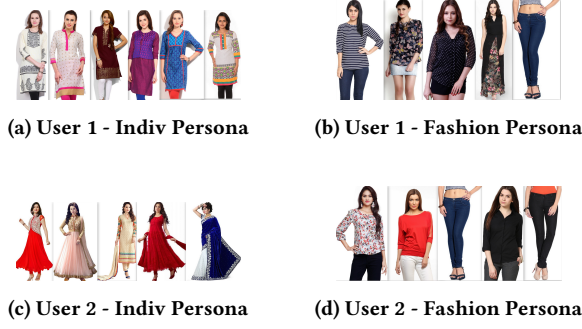 (a) User 1 - Indiv Persona
(b) User 1 - Fashion Persona
(c) User 2 - Indiv Persona
(d) User 2 - Fashion Persona